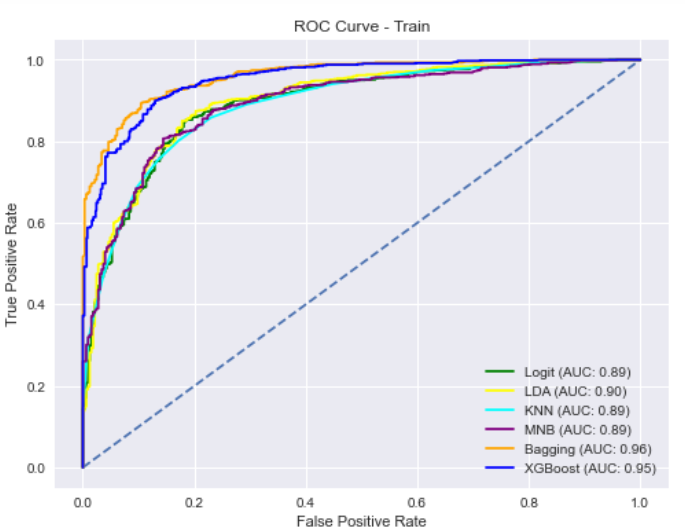 ROC Curve - Train
True Positive Rate
1.0
0.8
0.6
0.4
0.2
0.0
Logit (AUC: 0.89)
LDA (AUC: 0.90)
KNN (AUC: 0.89)
MNB (AUC: 0.89)
Bagging (AUC: 0.96)
XGBoost (AUC: 0.95)
0.0 0.2 0.4 0.6 0.8 1.0
False Positive Rate